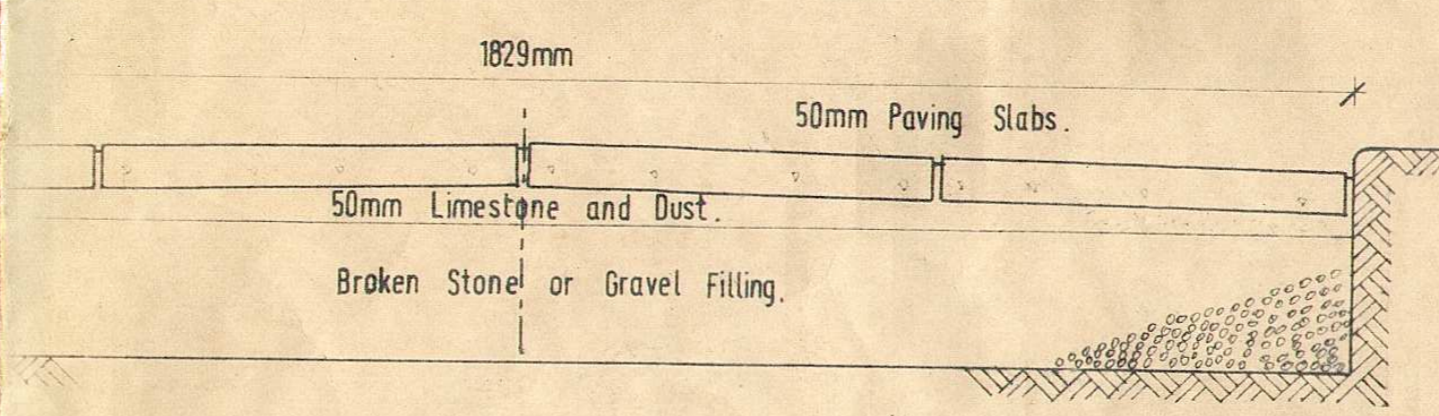 1829mm
50mm Paving Slabs.
50mm Limestone and Dust.
Broken Stone or Gravel Filling.